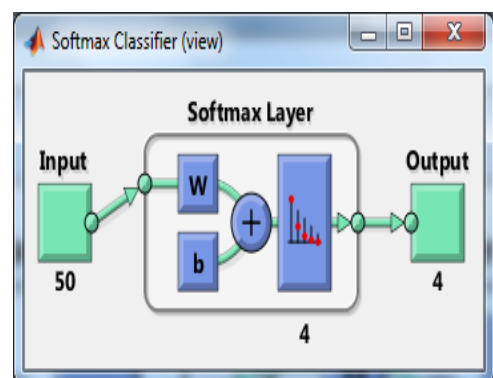 Softmax Classifier (view)
Softmax Layer
Input
Output
W
b
+
50
4
4